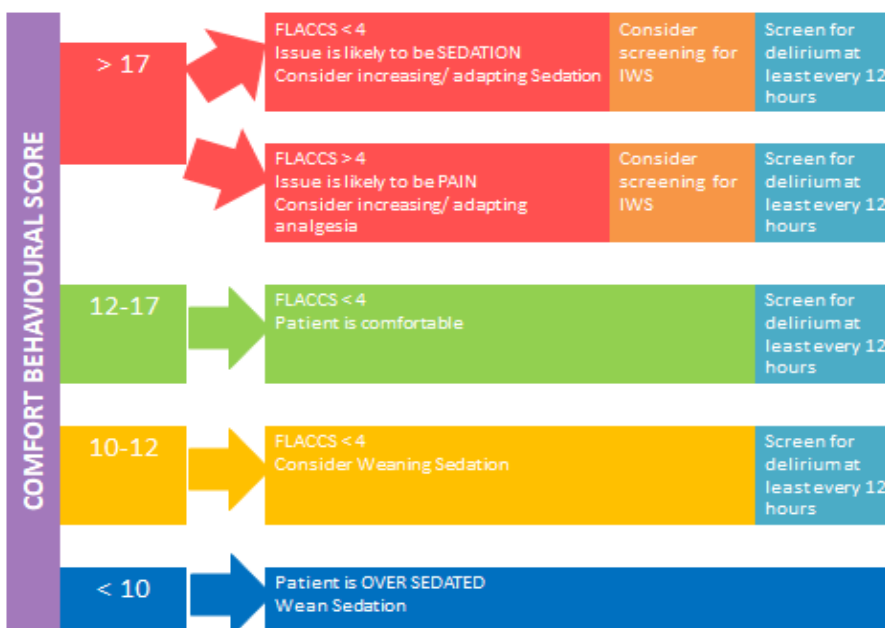 COMFORT BEHAVIOURAL SCORE
> 17
FLACCS < 4
Issue is likely to be SEDATION
Consider increasing/ adapting Sedation
Consider
screening for
IWS
Screen for
delirium at
least every 12
hours
FLACCS > 4
Issue is likely to be PAIN
Consider increasing/ adapting
analgesia
Consider
screening for
IWS
Screen for
delirium at
least every 12
hours
12-17
FLACCS < 4
Patient is comfortable
Screen for
delirium at
least every 12
hours
10-12
FLACCS < 4
Consider Weaning Sedation
Screen for
delirium at
least every 12
hours
< 10
Patient is OVER SEDATED
Wean Sedation